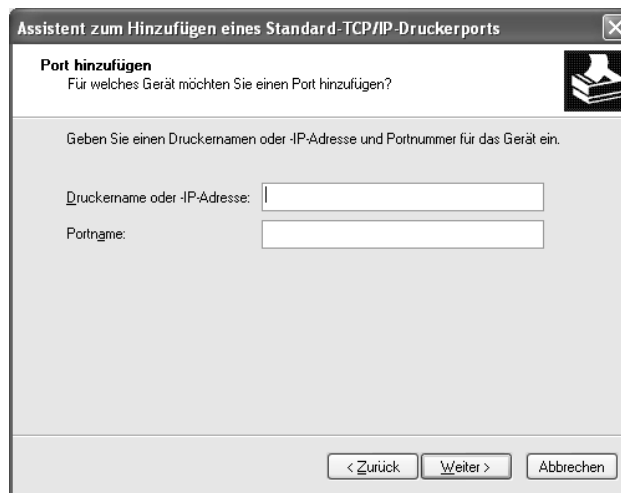 Assistent zum Hinzufügen eines Standard-TCP/IP-Druckerports
Port hinzufügen
Für welches Gerät möchten Sie einen Port hinzufügen?
Geben Sie einen Druckernamen oder -IP-Adresse und Portnummer für das Gerät ein.
Druckername oder -IP-Adresse:
Portname:
< Zurück Weiter > Abbrechen